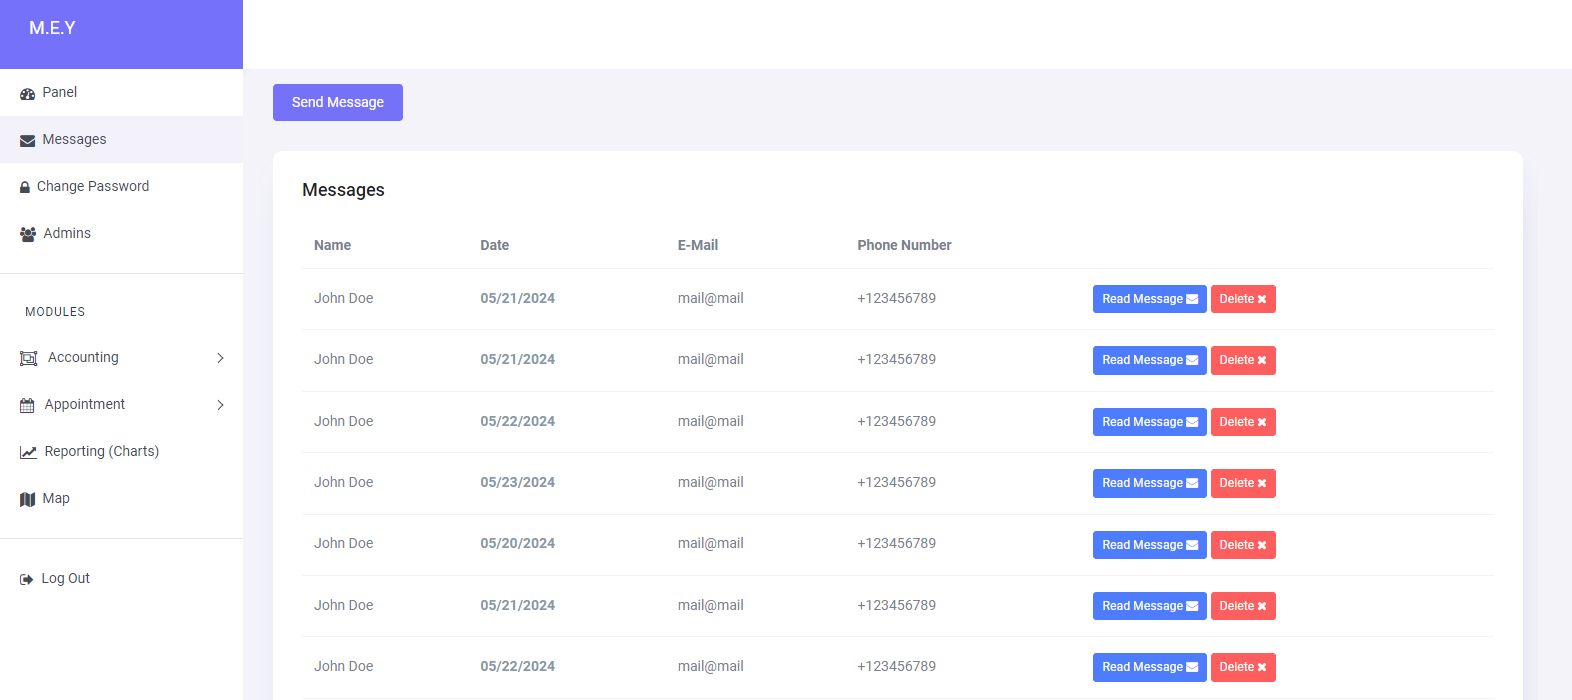 M.E.Y
Panel
Messages
Change Password
Admins
MODULES
Accounting
Appointment
Reporting (Charts)
Map
Log Out
Send Message
Messages
Name Date E-Mail Phone Number
John Doe 05/21/2024 mail@mail +123456789 Read Message Delete
John Doe 05/21/2024 mail@mail +123456789 Read Message Delete
John Doe 05/22/2024 mail@mail +123456789 Read Message Delete
John Doe 05/23/2024 mail@mail +123456789 Read Message Delete
John Doe 05/20/2024 mail@mail +123456789 Read Message Delete
John Doe 05/21/2024 mail@mail +123456789 Read Message Delete
John Doe 05/22/2024 mail@mail +123456789 Read Message Delete